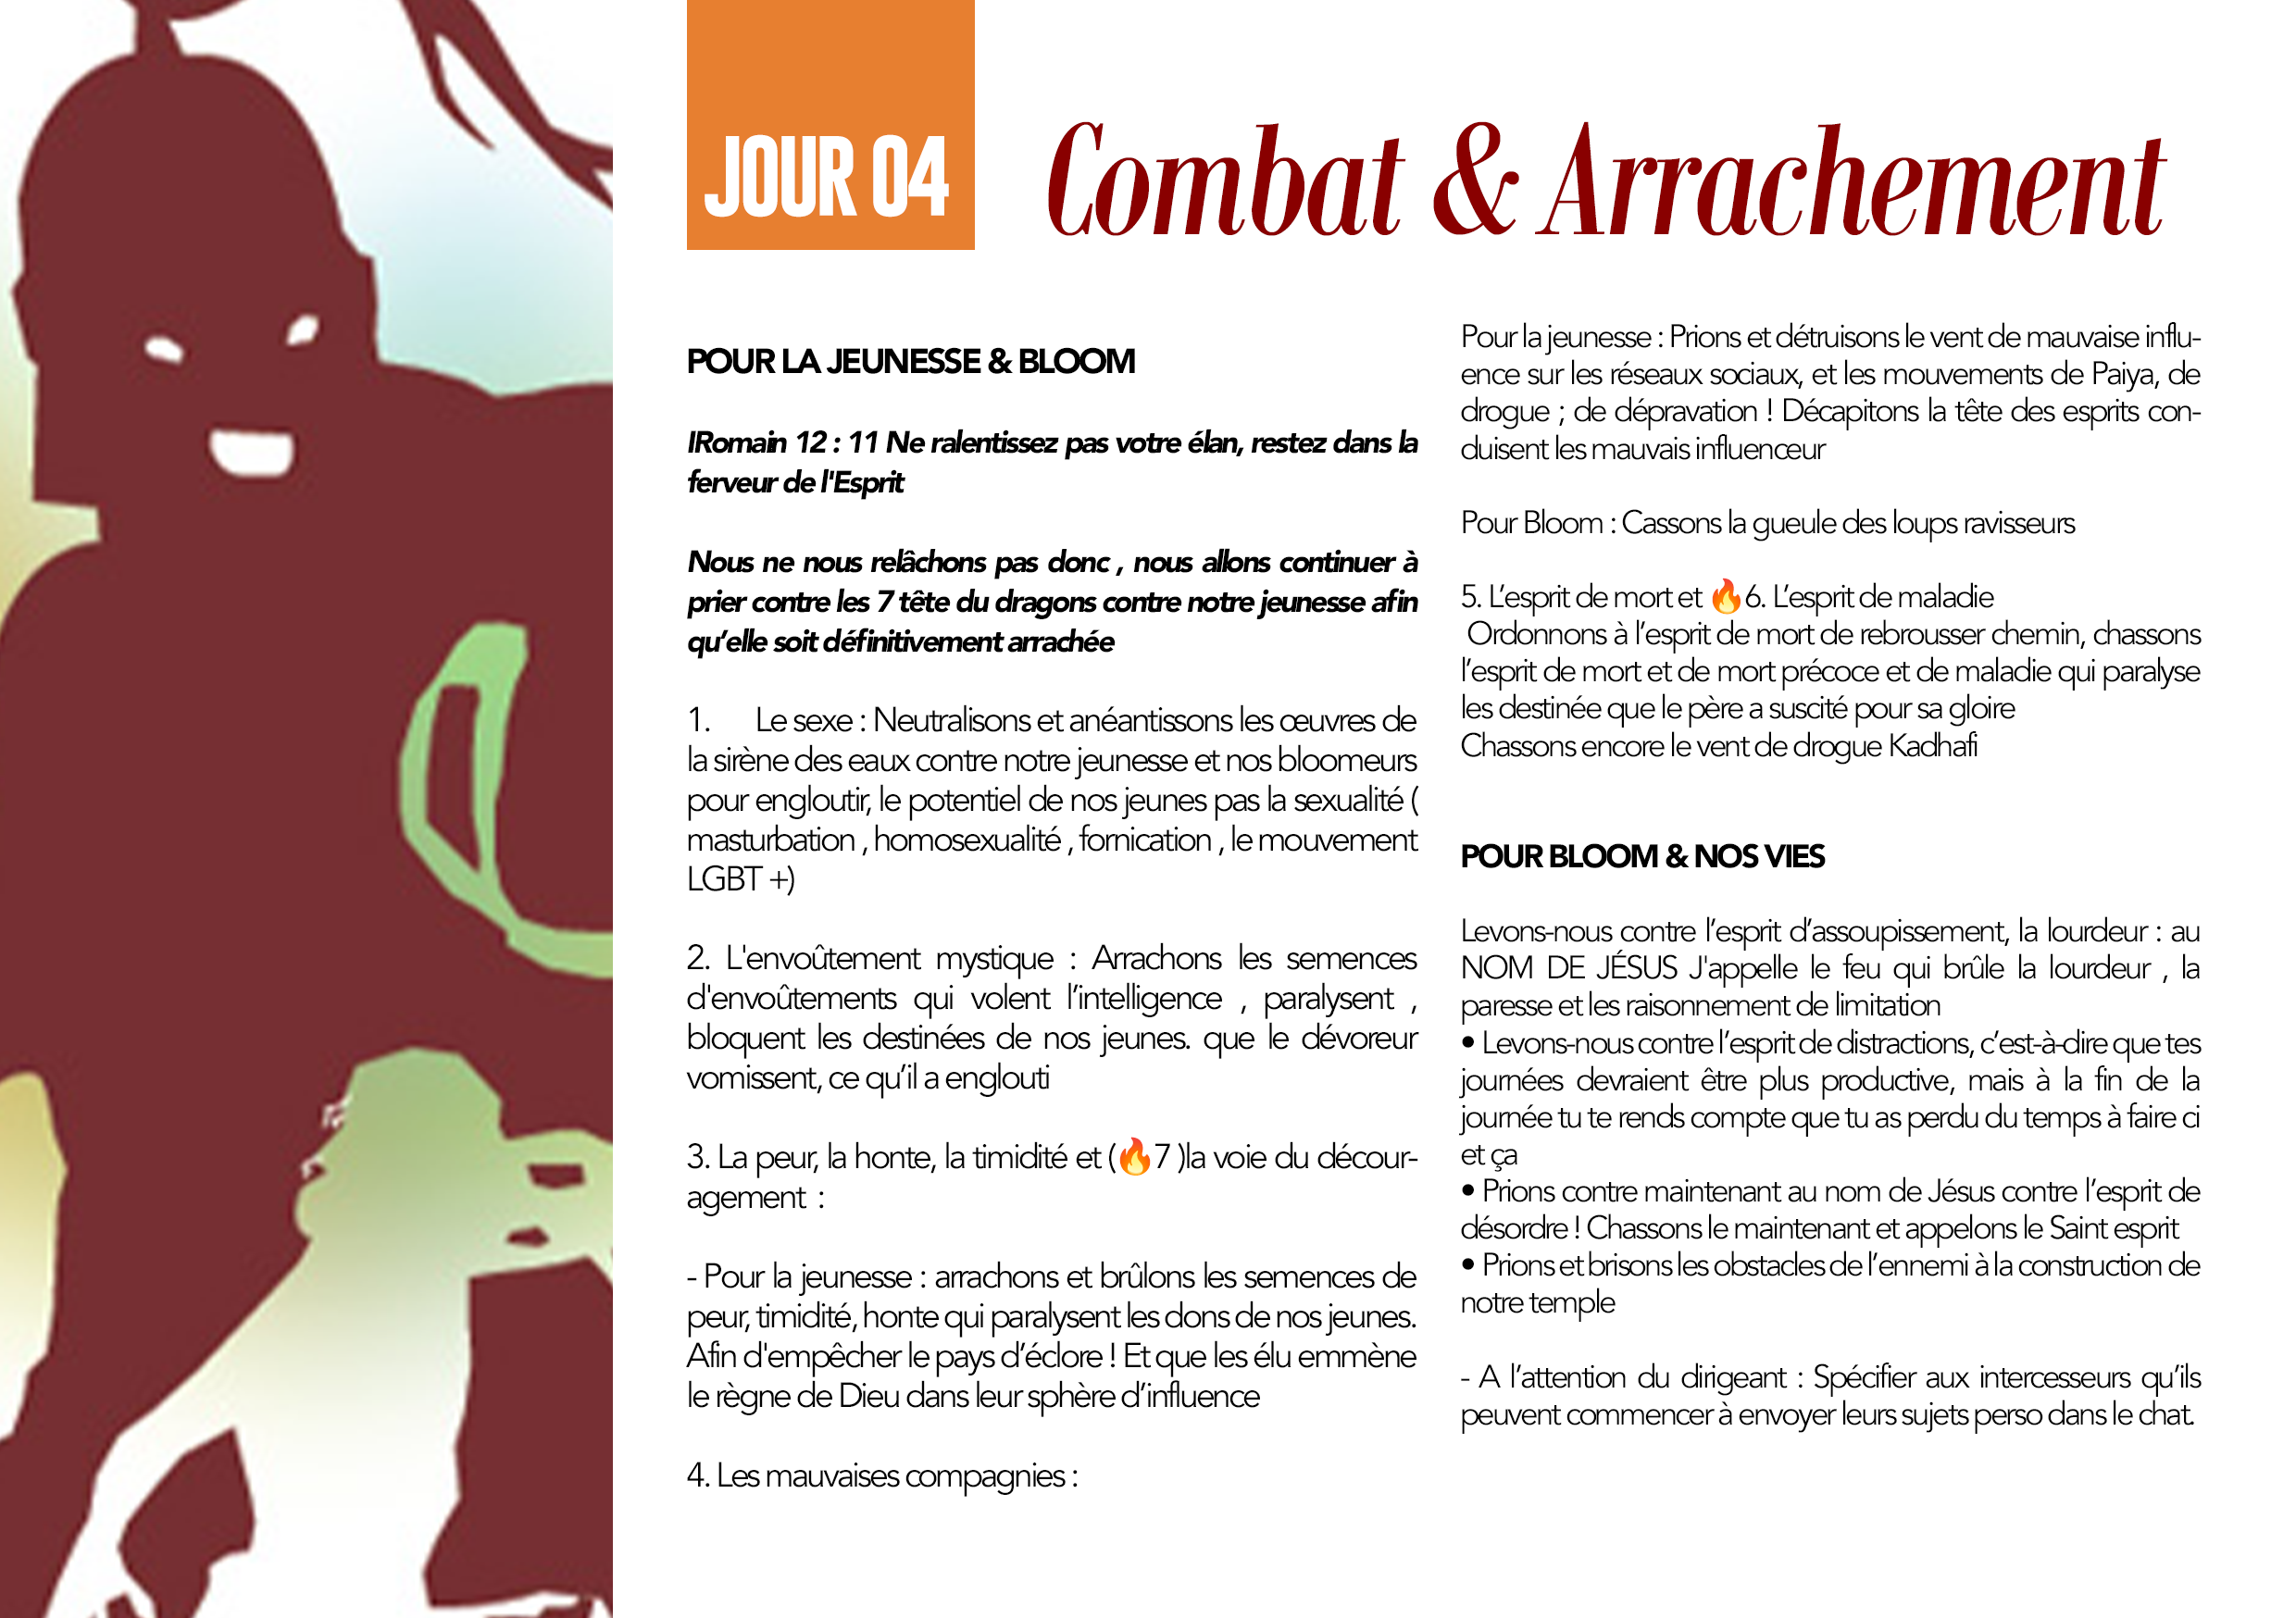 JOUR 04
Combat & Arrachement
POUR LA JEUNESSE & BLOOM
lRomain 12 : 11 Ne ralentissez pas votre élan, restez dans la
ferveur de l'Esprit
Nous ne nous relâchons pas donc , nous allons continuer à
prier contre les 7 tête du dragons contre notre jeunesse afin
qu’elle soit définitivement arrachée
1. Le sexe : Neutralisons et anéantissons les œuvres de
la sirène des eaux contre notre jeunesse et nos bloomeurs
pour engloutir, le potentiel de nos jeunes pas la sexualité (
masturbation , homosexualité , fornication , le mouvement
LGBT +)
2. L'envoûtement mystique : Arrachons les semences
d'envoûtements qui volent l’intelligence , paralysent ,
bloquent les destinées de nos jeunes. que le dévoreur
vomissent, ce qu’il a englouti
3. La peur, la honte, la timidité et (🔥7 )la voie du décour-
agement :
- Pour la jeunesse : arrachons et brûlons les semences de
peur, timidité, honte qui paralysent les dons de nos jeunes.
Afin d'empêcher le pays d’éclore ! Et que les élu emmène
le règne de Dieu dans leur sphère d’influence
4. Les mauvaises compagnies :
Pour la jeunesse : Prions et détruisons le vent de mauvaise influ-
ence sur les réseaux sociaux, et les mouvements de Paiya, de
drogue ; de dépravation ! Décapitons la tête des esprits con-
duisent les mauvais influenceur
Pour Bloom : Cassons la gueule des loups ravisseurs
5. L’esprit de mort et 🔥6. L’esprit de maladie
Ordonnons à l’esprit de mort de rebrousser chemin, chassons
l’esprit de mort et de mort précoce et de maladie qui paralyse
les destinée que le père a suscité pour sa gloire
Chassons encore le vent de drogue Kadhafi
POUR BLOOM & NOS VIES
Levons-nous contre l’esprit d’assoupissement, la lourdeur : au
NOM DE JÉSUS J'appelle le feu qui brûle la lourdeur , la
paresse et les raisonnement de limitation
• Levons-nous contre l’esprit de distractions, c’est-à-dire que tes
journées devraient être plus productive, mais à la fin de la
journée tu te rends compte que tu as perdu du temps à faire ci
et ça
• Prions contre maintenant au nom de Jésus contre l’esprit de
désordre ! Chassons le maintenant et appelons le Saint esprit
• Prions et brisons les obstacles de l’ennemi à la construction de
notre temple
- A l’attention du dirigeant : Spécifier aux intercesseurs qu’ils
peuvent commencer à envoyer leurs sujets perso dans le chat.